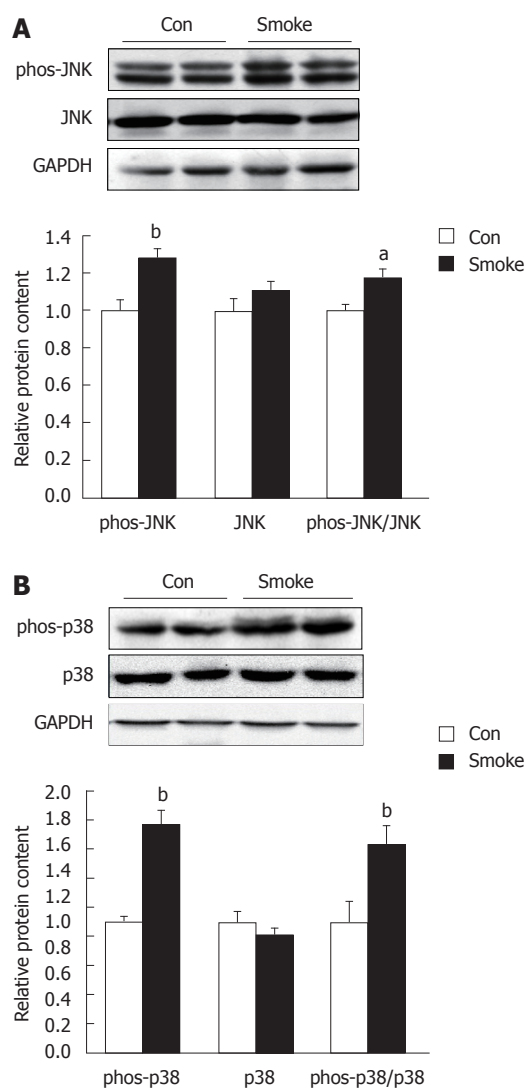 A
Con Smoke
phos-JNK
JNK
GAPDH
Relative protein content
1.4
1.2
1.0
0.8
0.6
0.4
0.2
0.0
b
a
Con
Smoke
phos-JNK JNK phos-JNK/JNK
B
Con Smoke
phos-p38
p38
GAPDH
Relative protein content
2.0
1.8
1.6
1.4
1.2
1.0
0.8
0.6
0.4
0.2
0.0
b
b
Con
Smoke
phos-p38 p38 phos-p38/p38